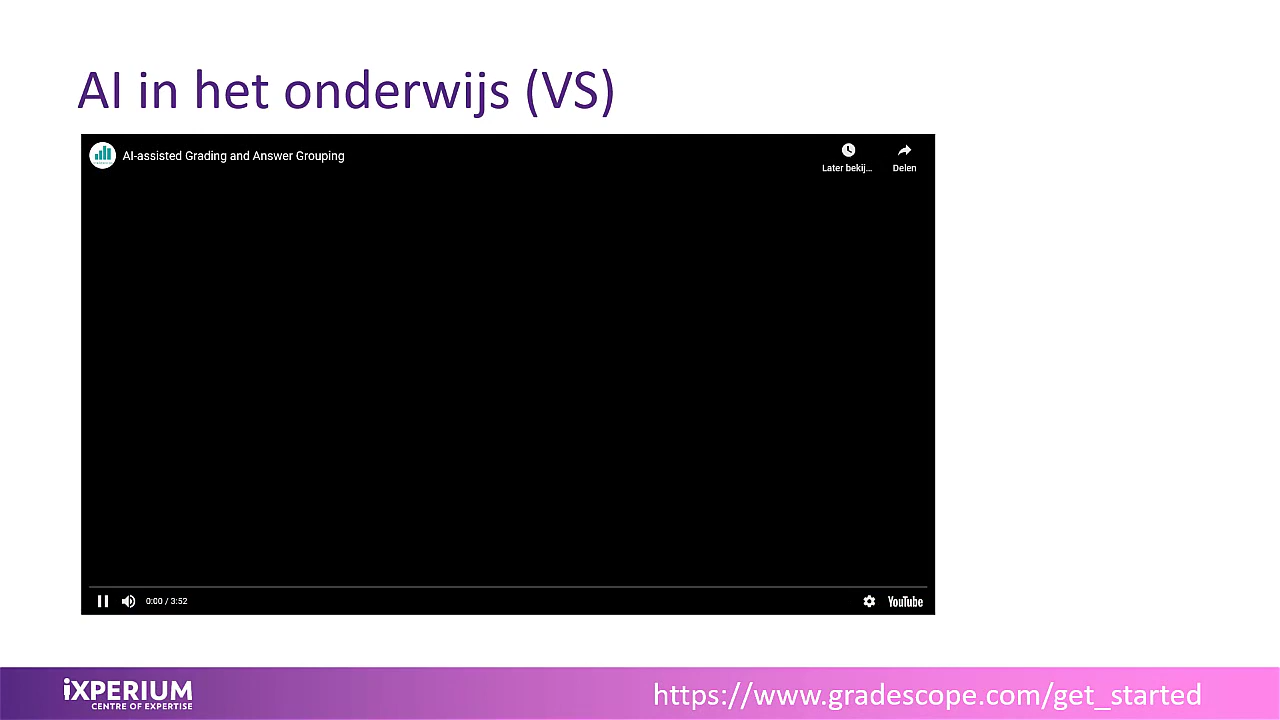 AI in het onderwijs (VS)
AI-assisted Grading and Answer Grouping
Later bekij...
Delen
0:00 / 3:52
YouTube
iXPERIUM
CENTRE OF EXPERTISE
https://www.gradescope.com/get_started